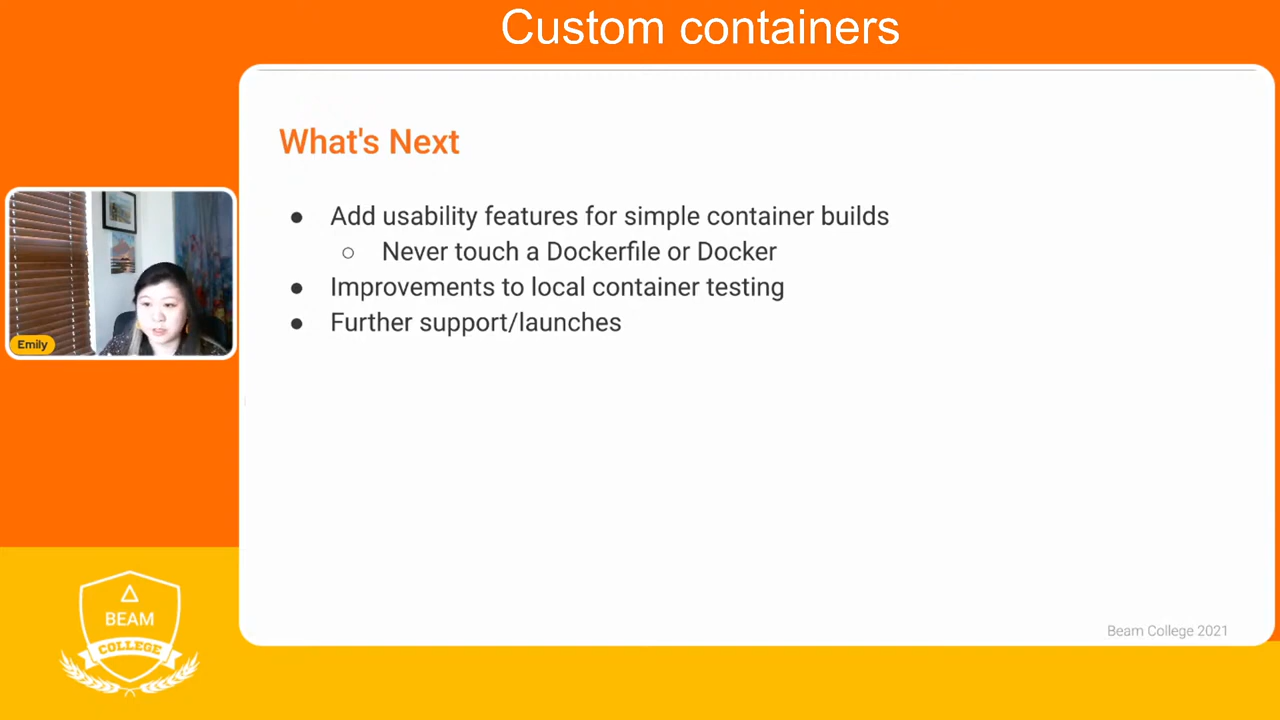 Custom containers
What's Next
● Add usability features for simple container builds
○ Never touch a Dockerfile or Docker
● Improvements to local container testing
● Further support/launches
Emily
BEAM
COLLEGE
Beam College 2021